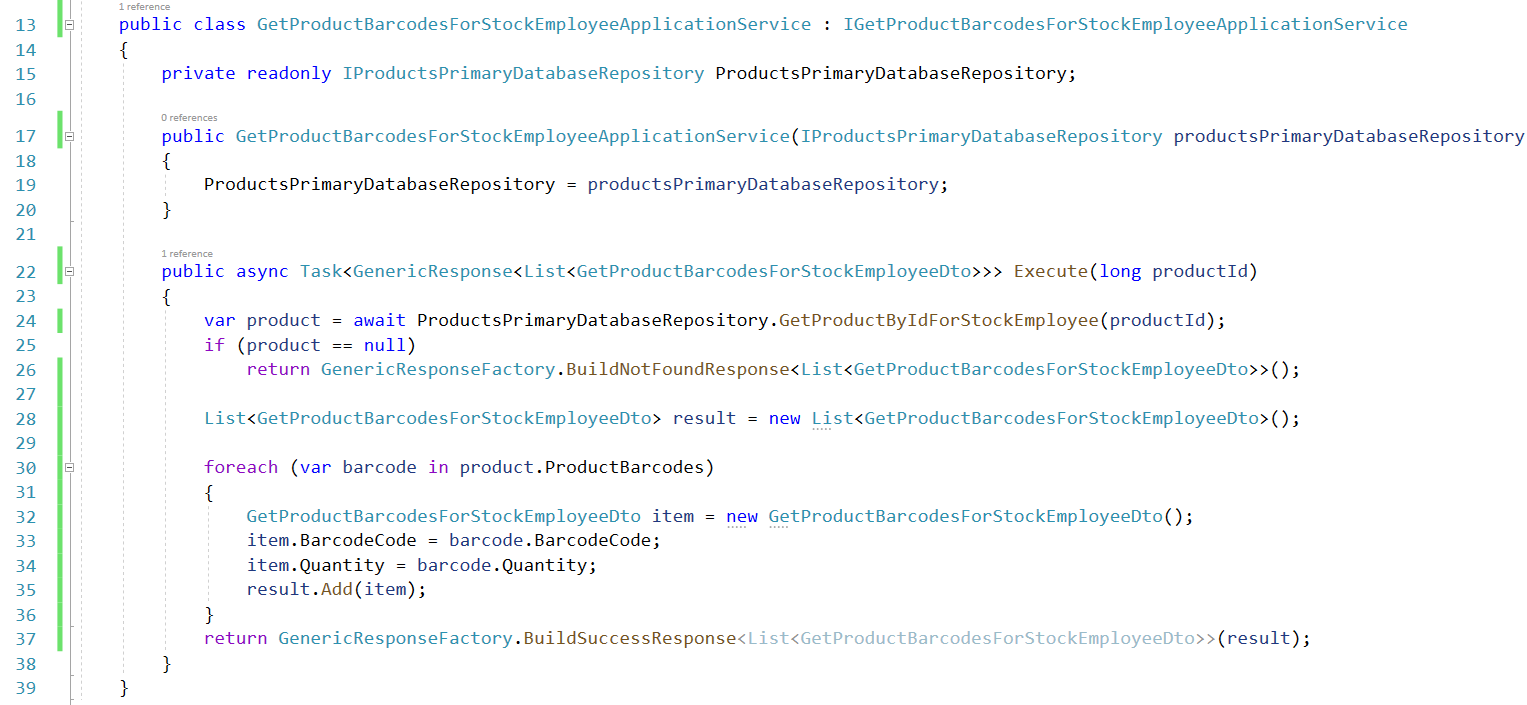 1 reference
13 public class GetProductBarcodesForStockEmployeeApplicationService : IGetProductBarcodesForStockEmployeeApplicationService
14 {
15 private readonly IProductsPrimaryDatabaseRepository ProductsPrimaryDatabaseRepository;
16
0 references
17 public GetProductBarcodesForStockEmployeeApplicationService(IProductsPrimaryDatabaseRepository productsPrimaryDatabaseRepository
18 {
19 ProductsPrimaryDatabaseRepository = productsPrimaryDatabaseRepository;
20 }
21
1 reference
22 public async Task<GenericResponse<List<GetProductBarcodesForStockEmployeeDto>>> Execute(long productId)
23 {
24 var product = await ProductsPrimaryDatabaseRepository.GetProductByIdForStockEmployee(productId);
25 if (product == null)
26 return GenericResponseFactory.BuildNotFoundResponse<List<GetProductBarcodesForStockEmployeeDto>>();
27
28 List<GetProductBarcodesForStockEmployeeDto> result = new List<GetProductBarcodesForStockEmployeeDto>();
29
30 foreach (var barcode in product.ProductBarcodes)
31 {
32 GetProductBarcodesForStockEmployeeDto item = new GetProductBarcodesForStockEmployeeDto();
33 item.BarcodeCode = barcode.BarcodeCode;
34 item.Quantity = barcode.Quantity;
35 result.Add(item);
36 }
37 return GenericResponseFactory.BuildSuccessResponse<List<GetProductBarcodesForStockEmployeeDto>>(result);
38 }
39 }